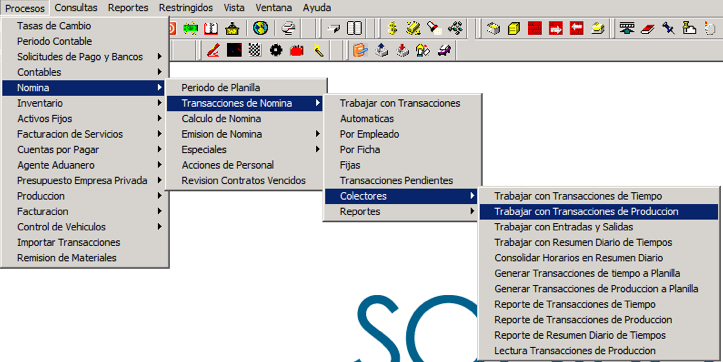 Procesos Consultas Reportes Restringidos Vista Ventana Ayuda
Tasas de Cambio
Periodo Contable
Solicitudes de Pago y Bancos
Contables
Nomina
Inventario
Activos Fijos
Facturacion de Servicios
Cuentas por Pagar
Agente Aduanero
Presupuesto Empresa Privada
Produccion
Facturacion
Control de Vehiculos
Importar Transacciones
Remision de Materiales
Periodo de Planilla
Transacciones de Nomina
Calculo de Nomina
Emision de Nomina
Especiales
Acciones de Personal
Revision Contratos Vencidos
Trabajar con Transacciones
Automaticas
Por Empleado
Por Ficha
Fijas
Transacciones Pendientes
Colectores
Reportes
Trabajar con Transacciones de Tiempo
Trabajar con Transacciones de Produccion
Trabajar con Entradas y Salidas
Trabajar con Resumen Diario de Tiempos
Consolidar Horarios en Resumen Diario
Generar Transacciones de tiempo a Planilla
Generar Transacciones de Produccion a Planilla
Reporte de Transacciones de Tiempo
Reporte de Transacciones de Produccion
Reporte de Resumen Diario de Tiempos
Lectura Transacciones de Produccion